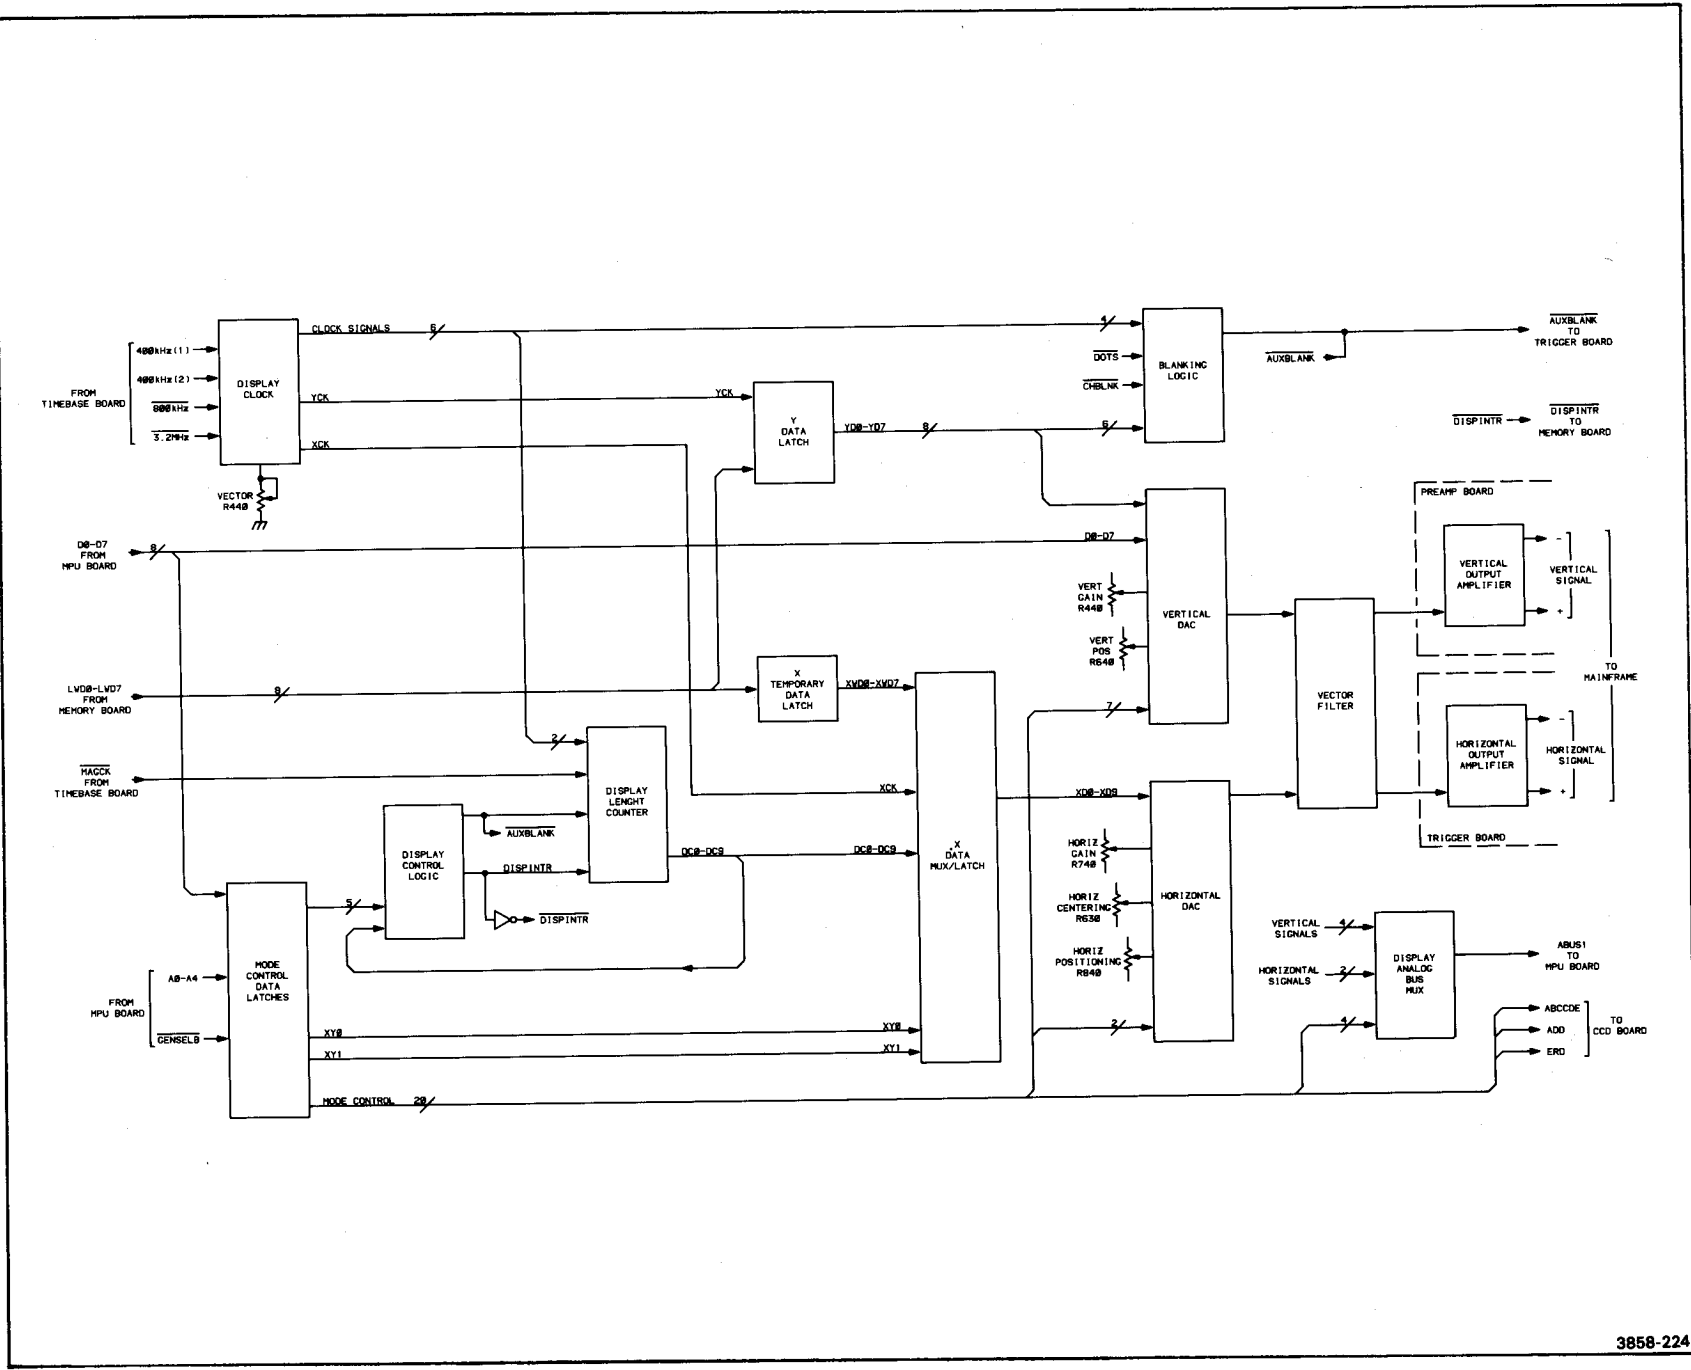 CLOCK SIGNALS 6
4
AUXBLANK
TO
TRIGGER BOARD
400kHz(1)
400kHz(2)
800kHz
3.2MHz
FROM
TIMEBASE BOARD
DISPLAY
CLOCK
YCK
XCK
VECTOR
R440
YCK
Y
DATA
LATCH
YD0-YD7 8
6
DOTS
CHBLNK
BLANKING
LOGIC
AUXBLANK
DISPINTR
DISPINTR
TO
MEMORY BOARD
PREAMP BOARD
D0-D7
FROM
MPU BOARD
8
D0-D7
VERT
GAIN
R440
VERT
POS
R640
VERTICAL
DAC
7
VERTICAL
OUTPUT
AMPLIFIER
-
VERTICAL
SIGNAL
+
TO
MAINFRAME
LWD0-LWD7
FROM
MEMORY BOARD
8
X
TEMPORARY
DATA
LATCH
XWD0-XWD7
VECTOR
FILTER
HORIZONTAL
OUTPUT
AMPLIFIER
-
HORIZONTAL
SIGNAL
+
TRIGGER BOARD
MAGCK
FROM
TIMEBASE BOARD
2
DISPLAY
LENGHT
COUNTER
XCK
XD0-XD9
DISPLAY
CONTROL
LOGIC
AUXBLANK
DISPINTR
DISPINTR
DC0-DC9
DC0-DC9
X
DATA
MUX/LATCH
HORIZ
GAIN
R740
HORIZ
CENTERING
R630
HORIZ
POSITIONING
R840
HORIZONTAL
DAC
2
5
A0-A4
FROM
MPU BOARD
GENSEL8
MODE
CONTROL
DATA
LATCHES
XY0
XY0
XY1
XY1
MODE CONTROL 20
VERTICAL
SIGNALS
4
HORIZONTAL
SIGNALS
2
4
DISPLAY
ANALOG
BUS
MUX
ABUS1
TO
MPU BOARD
ABCCDE
ADD
ERD
TO
CCD BOARD
3858-224